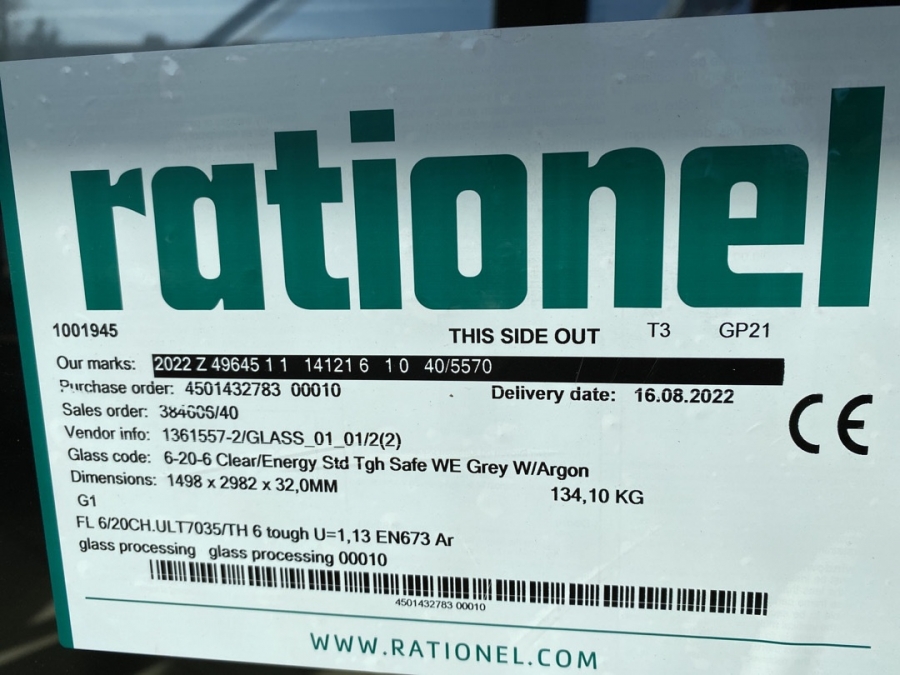 rationel
1001945 THIS SIDE OUT T3 GP21
Our marks: 2022 Z 49645 1 1 14121 6 1 0 40/5570
Purchase order: 4501432783 00010 Delivery date: 16.08.2022
Sales order: 384606/40
Vendor info: 1361557-2/GLASS_01_01/2(2)
Glass code: 6-20-6 Clear/Energy Std Tgh Safe WE Grey W/Argon
Dimensions: 1498 x 2982 x 32,0MM 134,10 KG
G1
FL 6/20CH.ULT7035/TH 6 tough U=1,13 EN673 Ar
glass processing glass processing 00010
4501432783 00010
WWW.RATIONEL.COM
CE